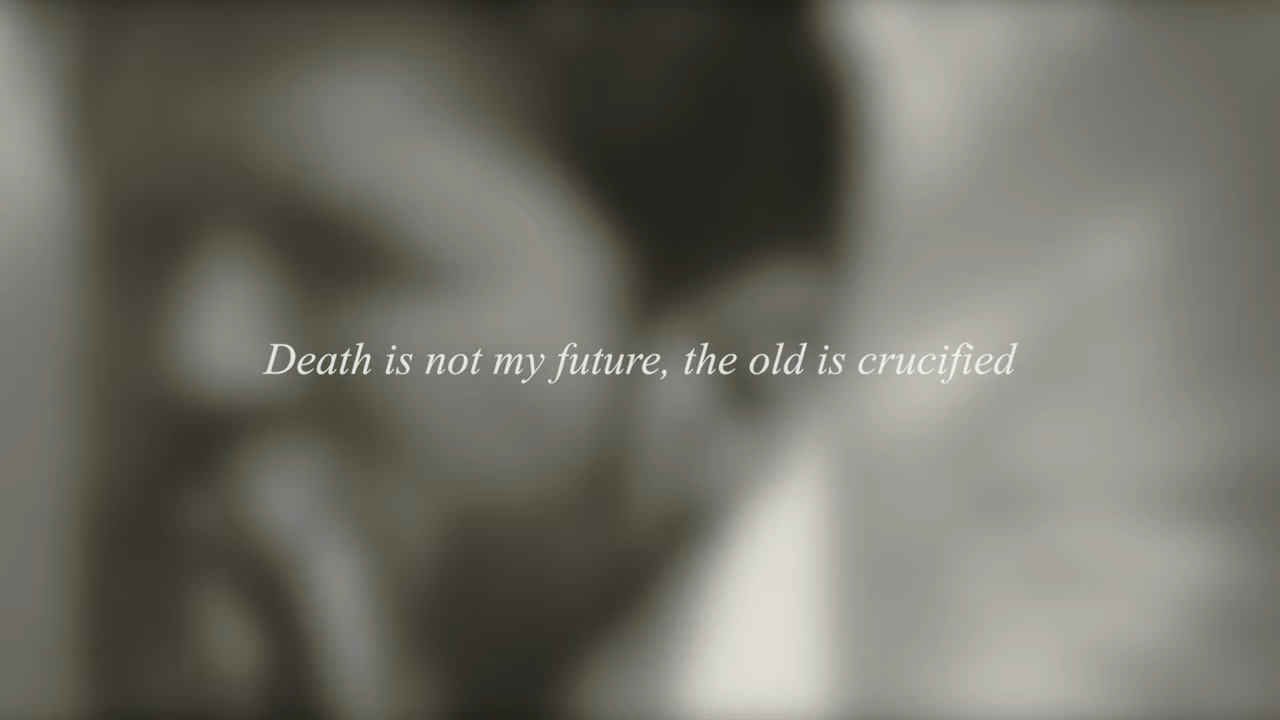 Death is not my future, the old is crucified